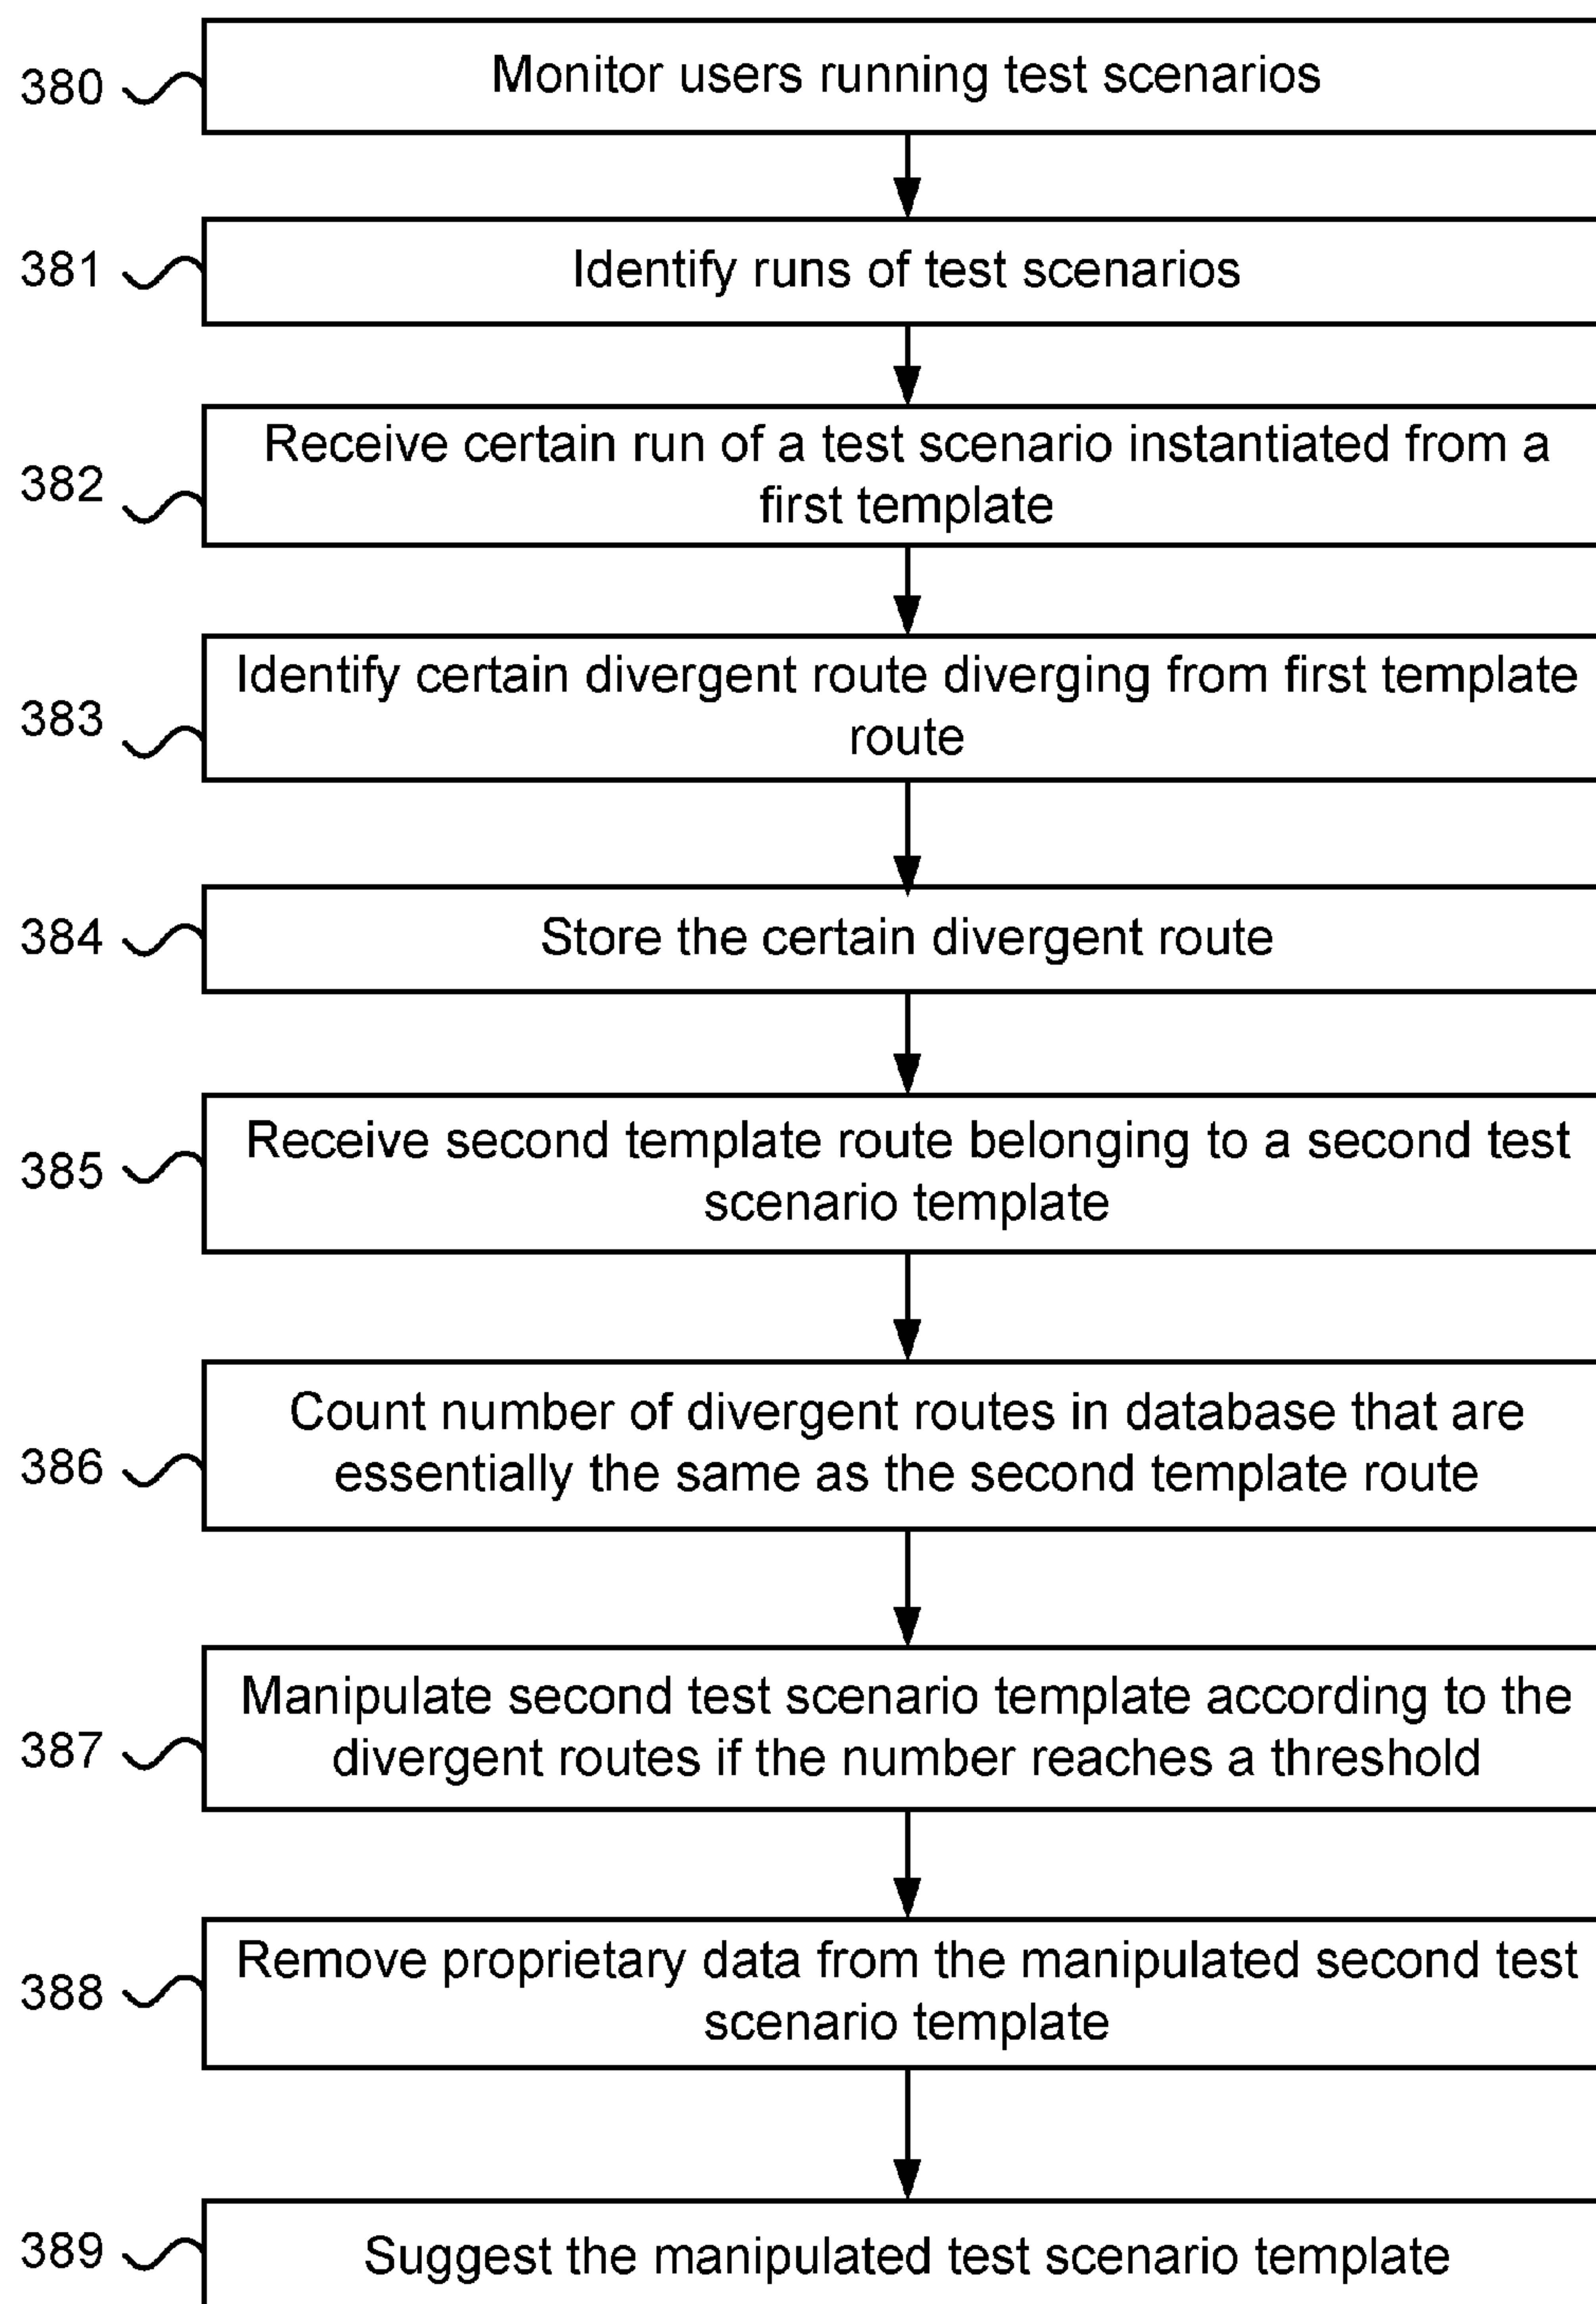 380
Monitor users running test scenarios
381
Identify runs of test scenarios
382
Receive certain run of a test scenario instantiated from a
first template
383
Identify certain divergent route diverging from first template
route
384
Store the certain divergent route
385
Receive second template route belonging to a second test
scenario template
386
Count number of divergent routes in database that are
essentially the same as the second template route
387
Manipulate second test scenario template according to the
divergent routes if the number reaches a threshold
388
Remove proprietary data from the manipulated second test
scenario template
389
Suggest the manipulated test scenario template